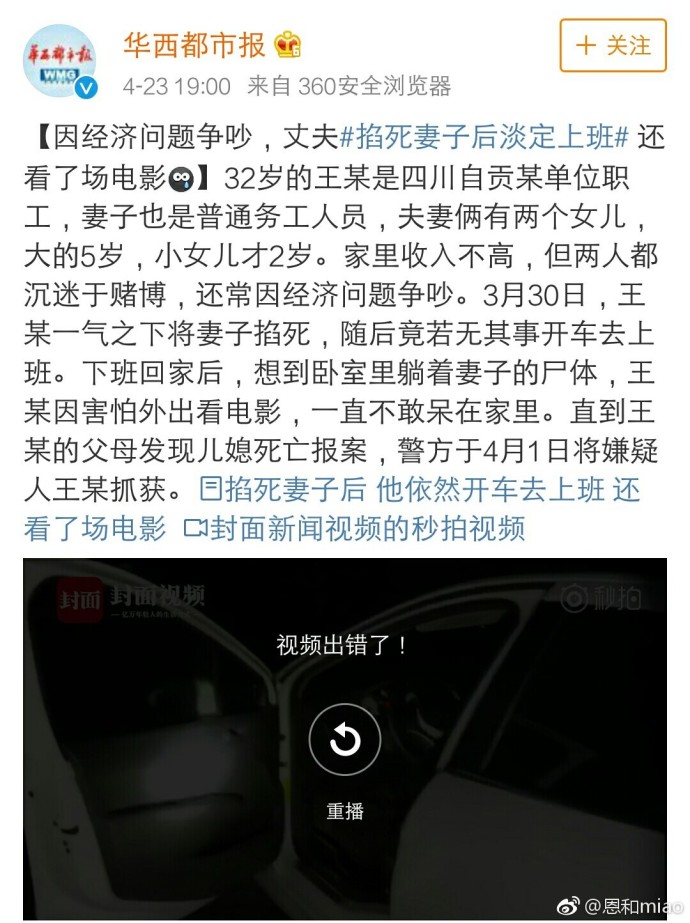 华西都市报
WMG
华西都市报
+ 关注
4-23 19:00 来自 360安全浏览器
【因经济问题争吵，丈夫#掐死妻子后淡定上班# 还
看了场电影】32岁的王某是四川自贡某单位职
工，妻子也是普通务工人员，夫妻俩有两个女儿，
大的5岁，小女儿才2岁。家里收入不高，但两人都
沉迷于赌博，还常因经济问题争吵。3月30日，王
某一气之下将妻子掐死，随后竟若无其事开车去上
班。下班回家后，想到卧室里躺着妻子的尸体，王
某因害怕外出看电影，一直不敢呆在家里。直到王
某的父母发现儿媳死亡报案，警方于4月1日将嫌疑
人王某抓获。掐死妻子后 他依然开车去上班 还
看了场电影 封面新闻视频的秒拍视频
封面 封面视频
秒拍
视频出错了！
重播
@恩和miao